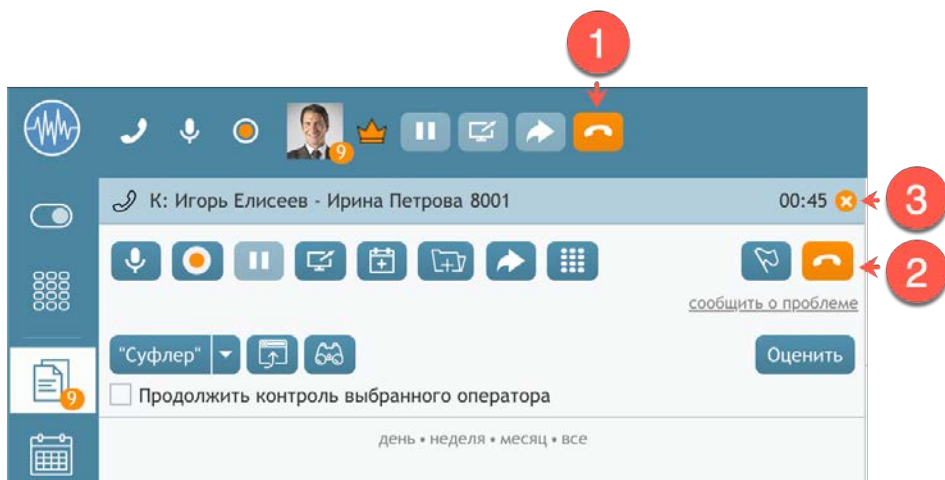 1
9
К: Игорь Елисеев - Ирина Петрова 8001 00:45
3
2
сообщить о проблеме
"Суфлер" Оценить
9
Продолжить контроль выбранного оператора
день • неделя • месяц • все